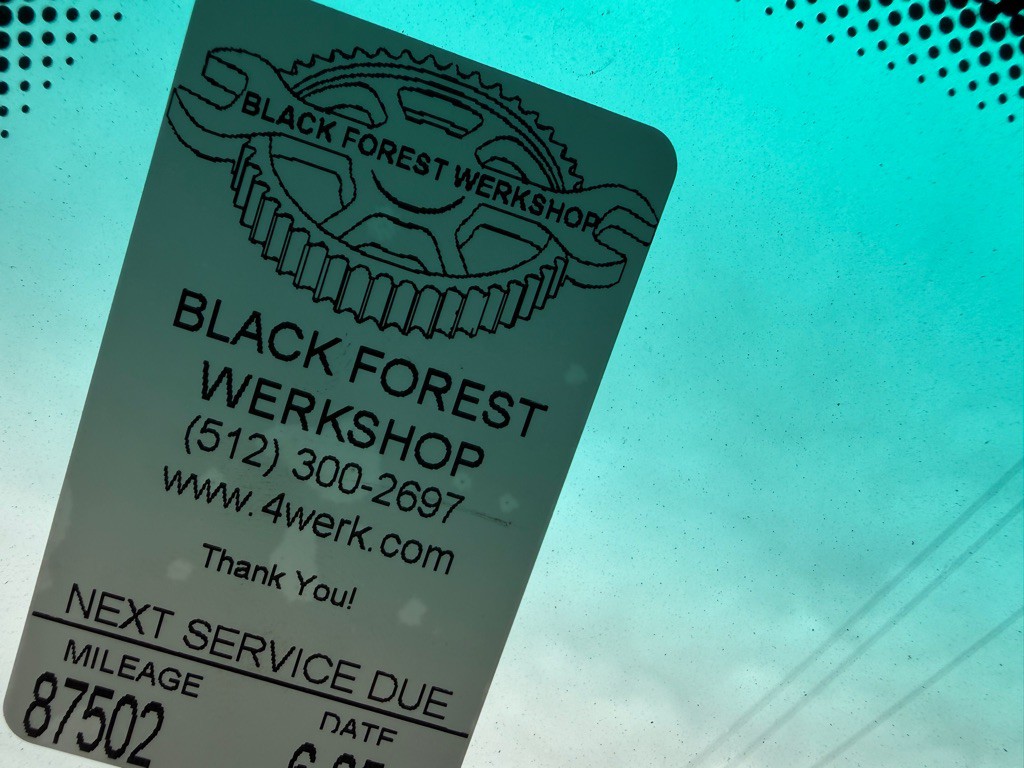 BLACK FOREST WERKSHOP
BLACK FOREST
WERKSHOP
(512) 300-2697
www.4werk.com
Thank You!
NEXT SERVICE DUE
MILEAGE
DATE
87502